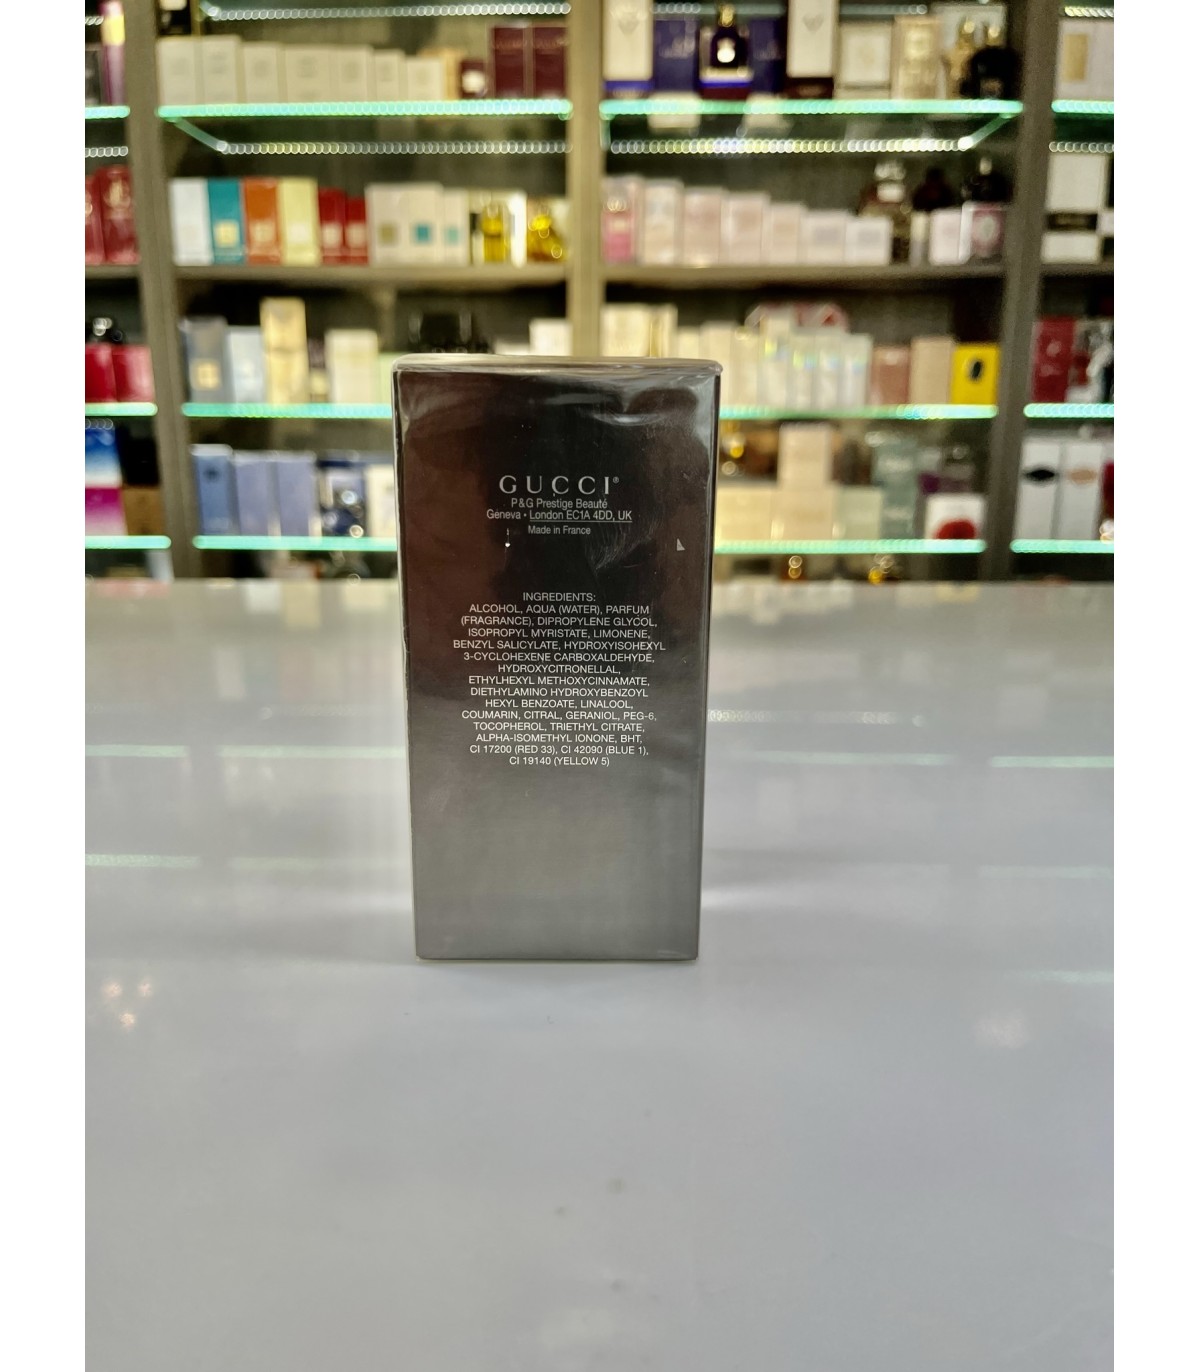 GUCCI®
P&G Prestige Beauté
Geneva • London EC1A 4DD, UK
Made in France
INGREDIENTS:
ALCOHOL, AQUA (WATER), PARFUM
(FRAGRANCE), DIPROPYLENE GLYCOL,
ISOPROPYL MYRISTATE, LIMONENE,
BENZYL SALICYLATE, HYDROXYISOHEXYL
3-CYCLOHEXENE CARBOXALDEHYDE,
HYDROXYCITRONELLAL,
ETHYLHEXYL METHOXYCINNAMATE,
DIETHYLAMINO HYDROXYBENZOYL
HEXYL BENZOATE, LINALOOL,
COUMARIN, CITRAL, GERANIOL, PEG-6,
TOCOPHEROL, TRIETHYL CITRATE,
ALPHA-ISOMETHYL IONONE, BHT,
CI 17200 (RED 33), CI 42090 (BLUE 1),
CI 19140 (YELLOW 5)